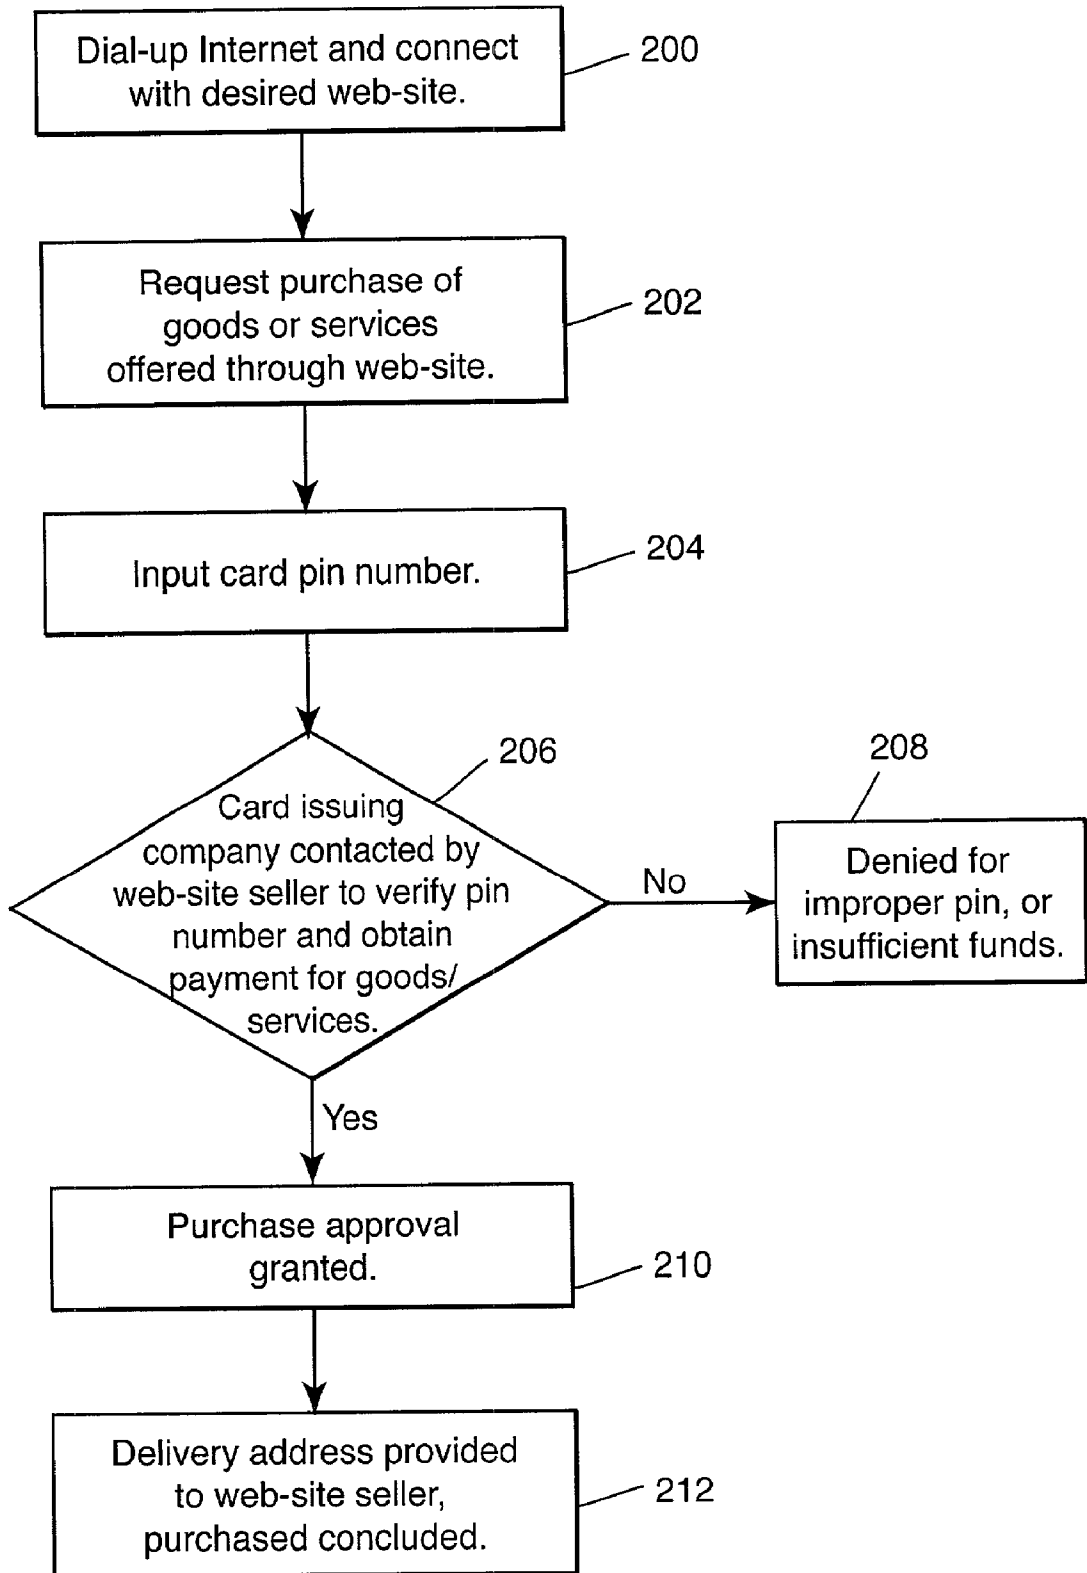 Dial-up Internet and connect
with desired web-site.
200
Request purchase of
goods or services
offered through web-site.
202
Input card pin number.
204
206
Card issuing
company contacted by
web-site seller to verify pin
number and obtain
payment for goods/
services.
No
208
Denied for
improper pin, or
insufficient funds.
Yes
Purchase approval
granted.
210
Delivery address provided
to web-site seller,
purchased concluded.
212